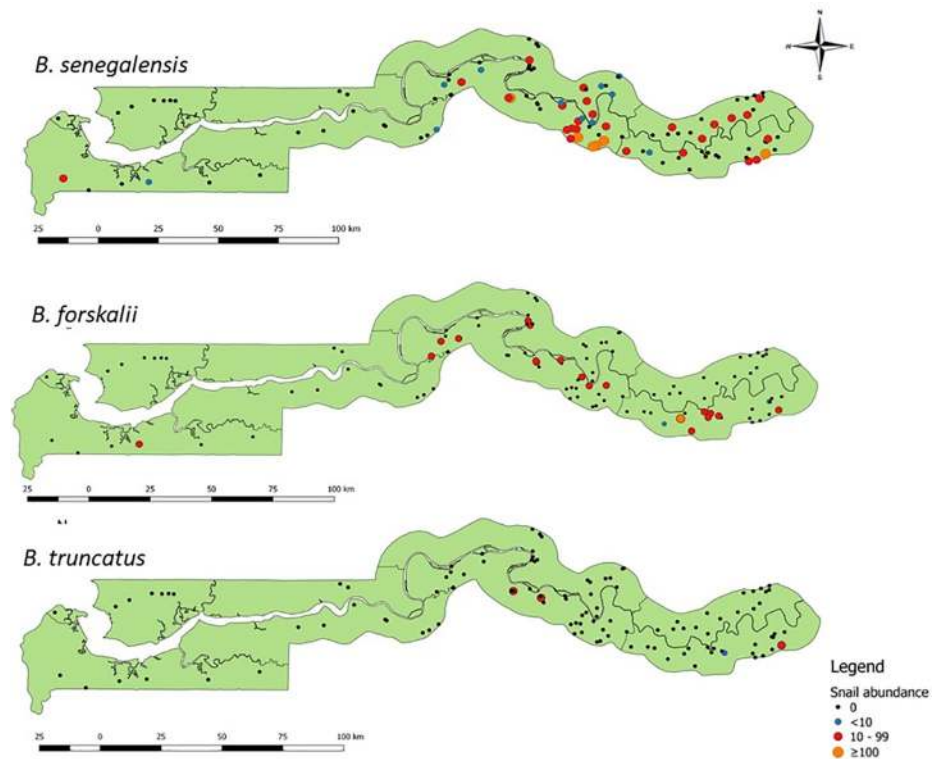 N
W E
S
B. senegalensis
25 0 25 50 75 100 km
B. forskalii
25 0 25 50 75 100 km
B. truncatus
25 0 25 50 75 100 km
Legend
Snail abundance
0
<10
10 - 99
≥100